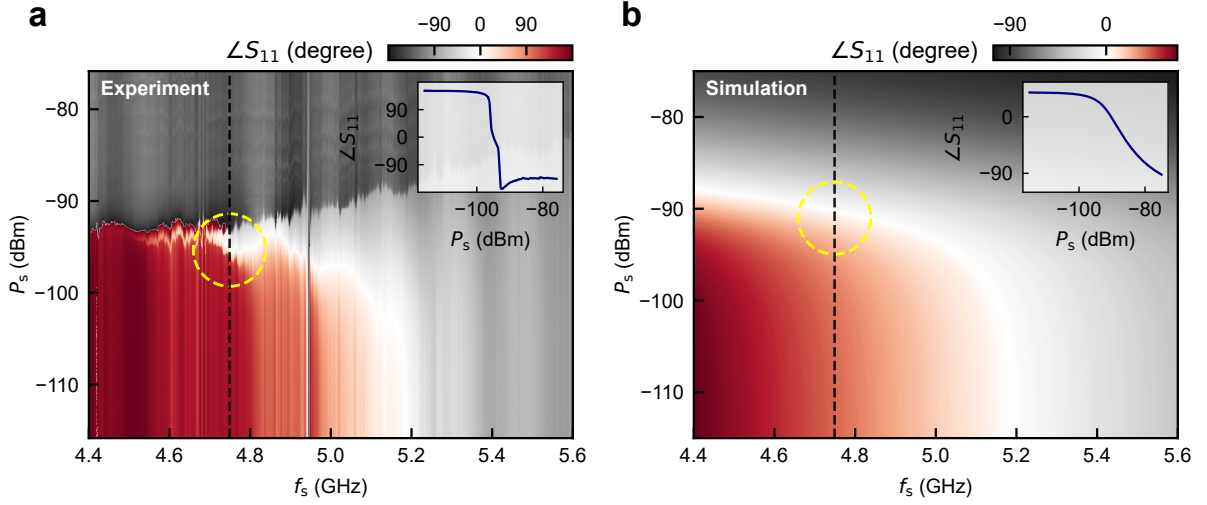 a
−90 0 90
∠S11 (degree)
Experiment
90
0
−90
∠S11
−100 −80
Ps (dBm)
−80
−90
−100
−110
Ps (dBm)
4.4 4.6 4.8 5.0 5.2 5.4 5.6
fs (GHz)
b
−90 0
∠S11 (degree)
Simulation
0
−90
∠S11
−100 −80
Ps (dBm)
−80
−90
−100
−110
Ps (dBm)
4.4 4.6 4.8 5.0 5.2 5.4 5.6
fs (GHz)